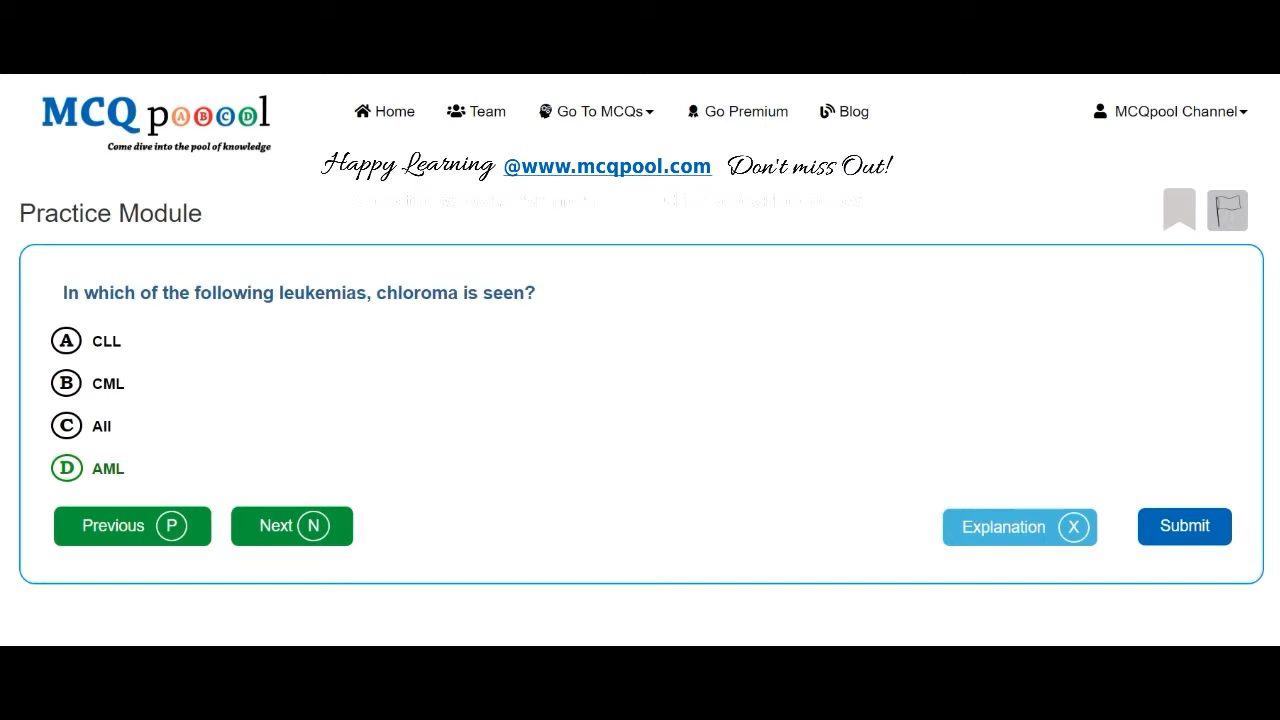 MCQ pABCDl
Come dive into the pool of knowledge
Home Team Go To MCQs Go Premium Blog MCQpool Channel
Happy Learning @www.mcqpool.com Don't miss Out!
Practice Module
In which of the following leukemias, chloroma is seen?
A CLL
B CML
C All
D AML
Previous P Next N Explanation X Submit